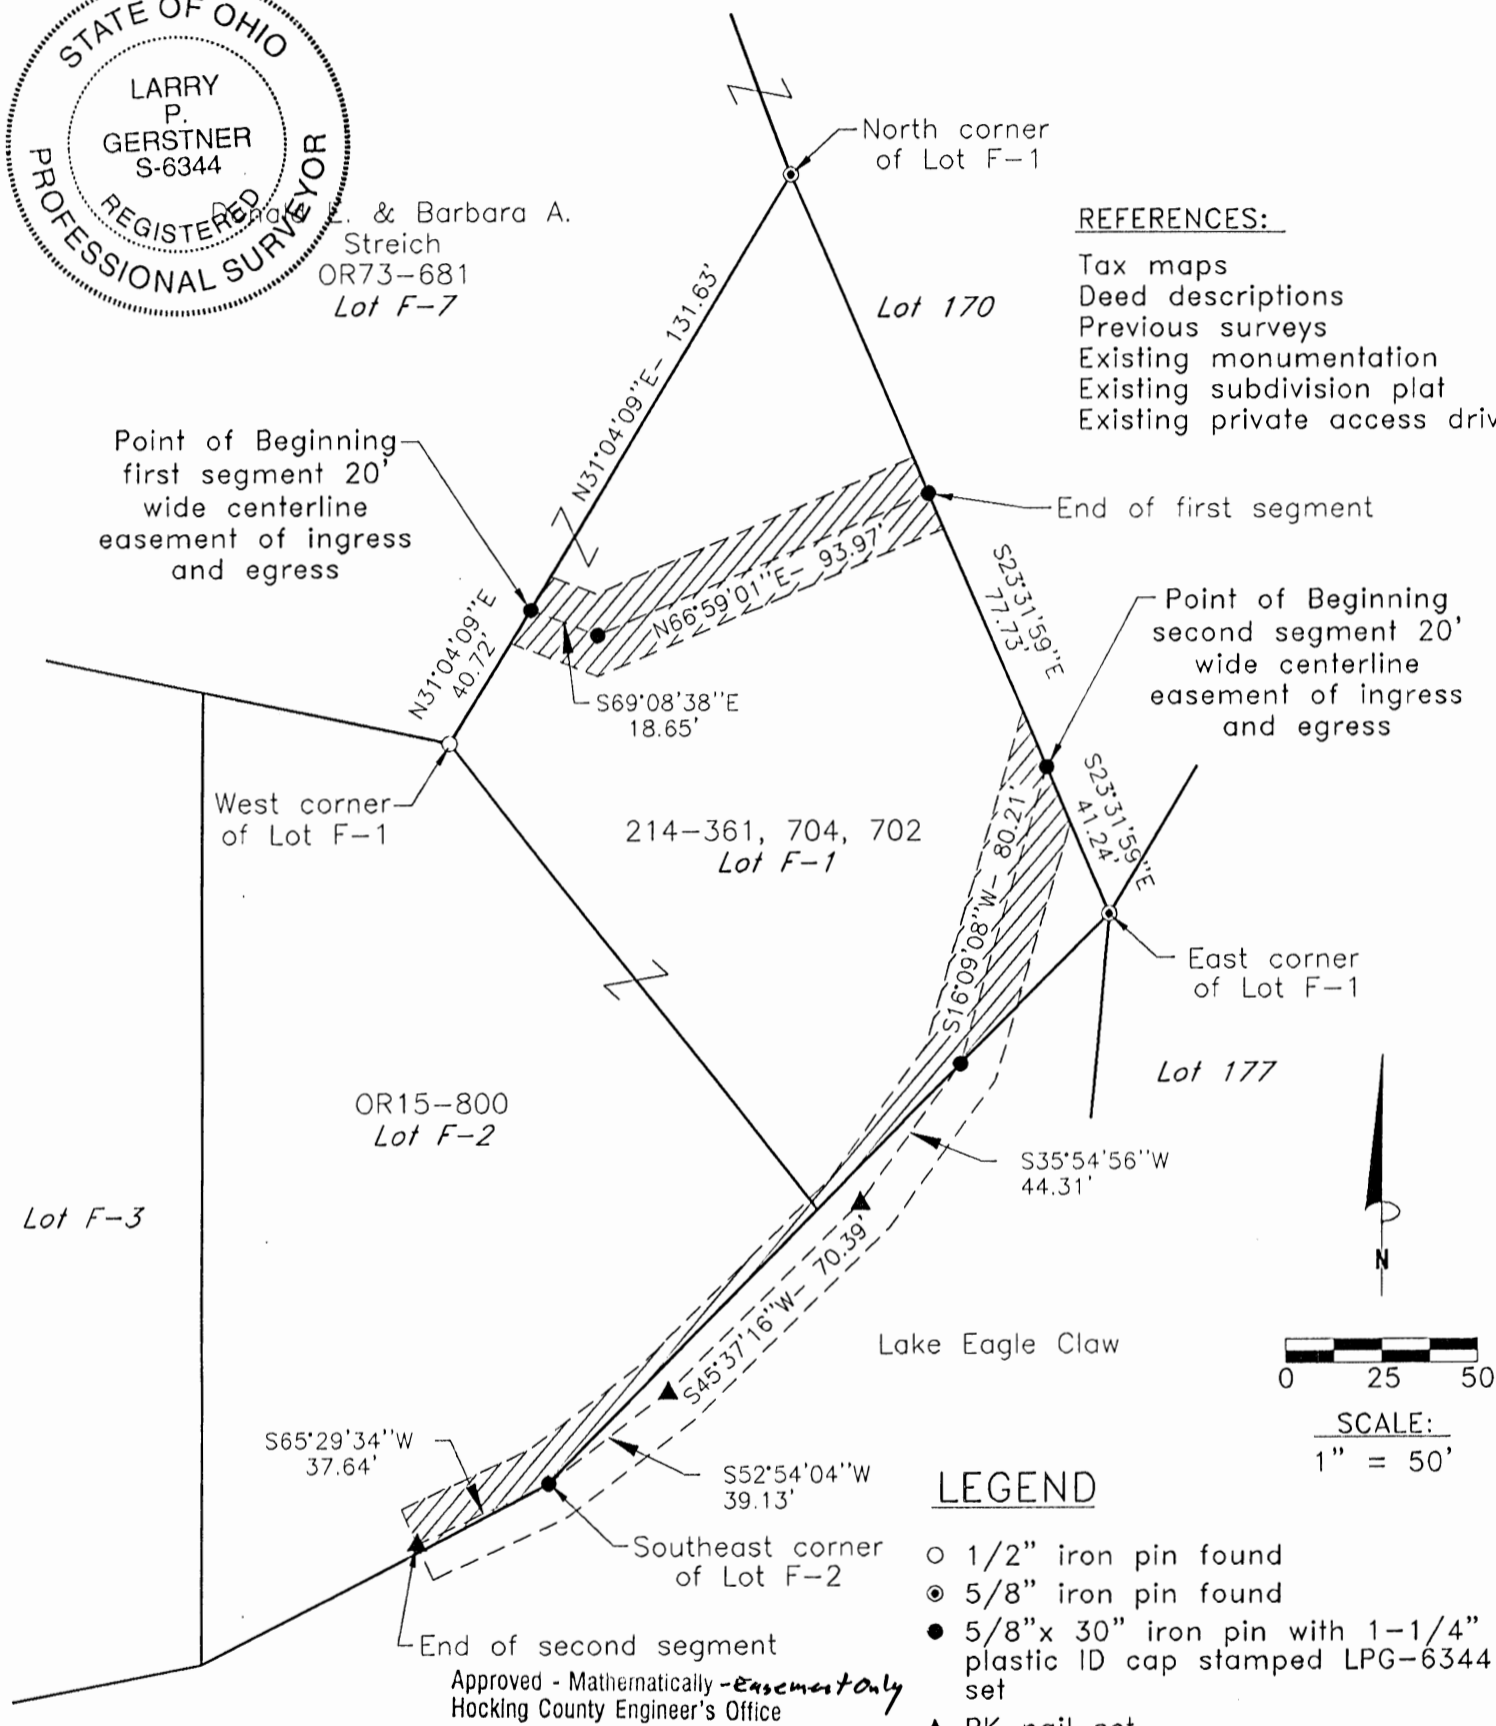 STATE OF OHIO
LARRY
P.
GERSTNER
S-6344
REGISTERED
PROFESSIONAL SURVEYOR
E. & Barbara A.
Streich
OR73-681
Lot F-7
North corner
of Lot F-1
REFERENCES:
Tax maps
Deed descriptions
Previous surveys
Existing monumentation
Existing subdivision plat
Existing private access driv
Lot 170
N31°04'09"E- 131.63'
Point of Beginning
first segment 20'
wide centerline
easement of ingress
and egress
End of first segment
N66°59'01"E- 93.97'
S23°31'59"E
77.73'
Point of Beginning
second segment 20'
wide centerline
easement of ingress
and egress
N31°04'09"E
40.72'
S69°08'38"E
18.65'
West corner
of Lot F-1
214-361, 704, 702
Lot F-1
S23°31'59"E
41.24'
S16°09'08"W- 80.21'
East corner
of Lot F-1
Lot 177
OR15-800
Lot F-2
S35°54'56"W
44.31'
Lot F-3
N
S45°37'16"W- 70.39'
Lake Eagle Claw
0 25 50
SCALE:
1" = 50'
S65°29'34"W
37.64'
S52°54'04"W
39.13'
Southeast corner
of Lot F-2
End of second segment
Approved - Mathematically - Easement Only
Hocking County Engineer's Office
LEGEND
1/2" iron pin found
5/8" iron pin found
5/8"x 30" iron pin with 1-1/4"
plastic ID cap stamped LPG-6344
set
PK nail set